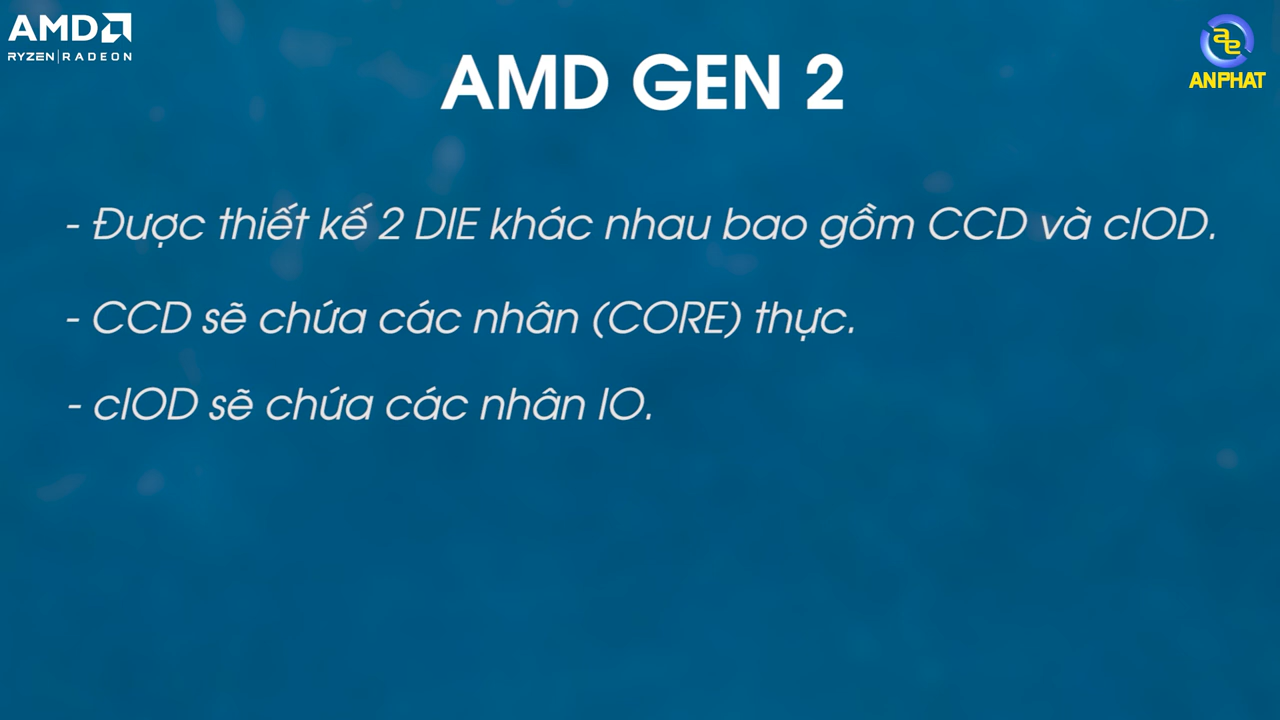 AMD
RYZEN | RADEON
ae
ANPHAT
AMD GEN 2
- Được thiết kế 2 DIE khác nhau bao gồm CCD và cIOD.
- CCD sẽ chứa các nhân (CORE) thực.
- cIOD sẽ chứa các nhân IO.